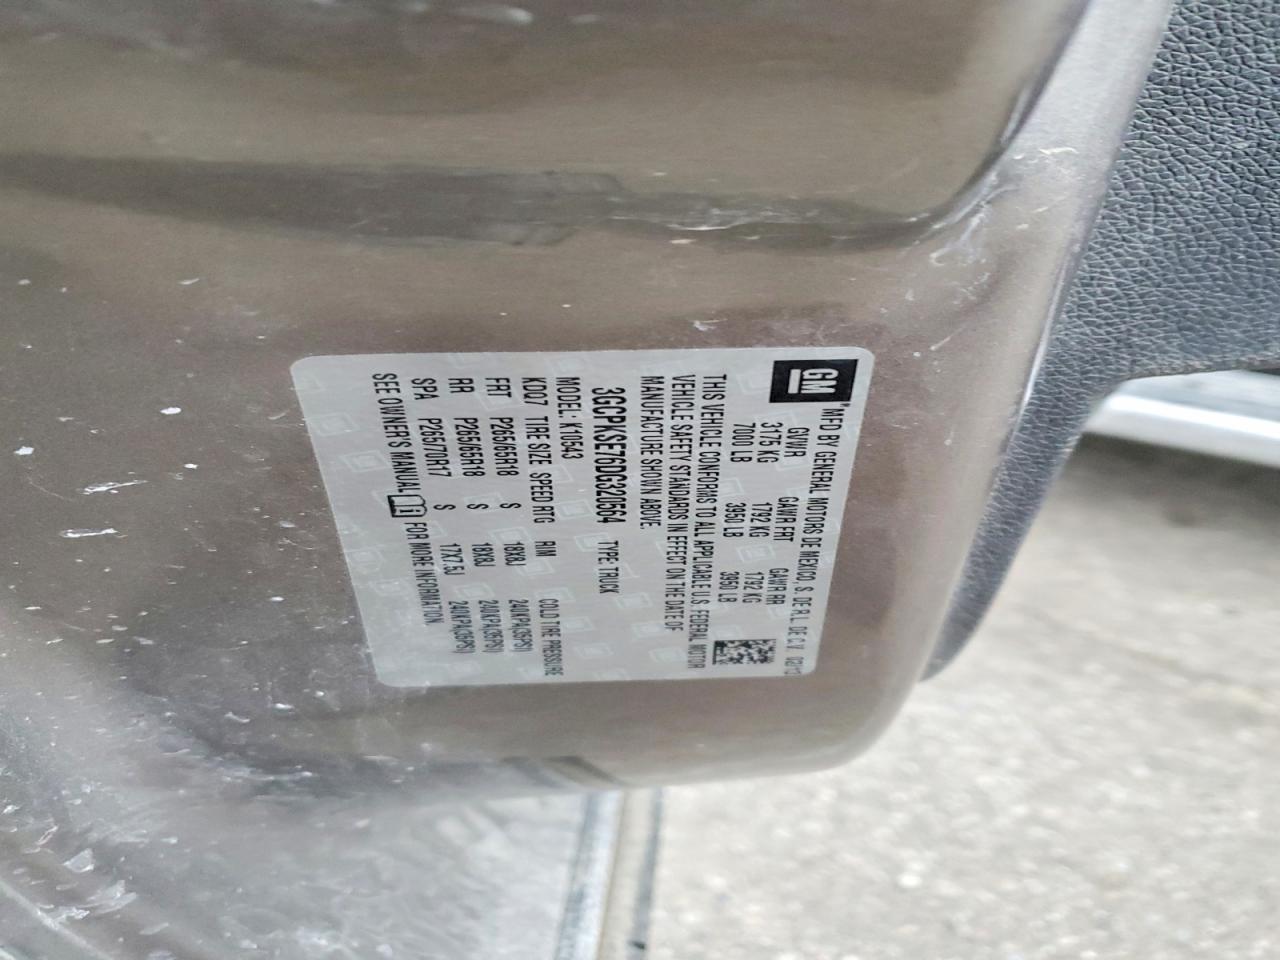 GM
MFD BY GENERAL MOTORS DE MEXICO, S. DE R.L. DE C.V. 02/13
GVWR GAWR FRT GAWR RR
3175 KG 1792 KG 1792 KG
7000 LB 3950 LB 3950 LB
THIS VEHICLE CONFORMS TO ALL APPLICABLE U.S. FEDERAL MOTOR
VEHICLE SAFETY STANDARDS IN EFFECT ON THE DATE OF
MANUFACTURE SHOWN ABOVE.
3GCPKSE70DG320564 TYPE: TRUCK
MODEL: K10543
KDQ7 TIRE SIZE SPEED RTG RIM COLD TIRE PRESSURE
FRT P265/65R18 S 18X8J 240KPA(35PSI)
RR P265/65R18 S 18X8J 240KPA(35PSI)
SPA P265/70R17 S 17X7.5J 240KPA(35PSI)
SEE OWNER'S MANUAL FOR MORE INFORMATION.